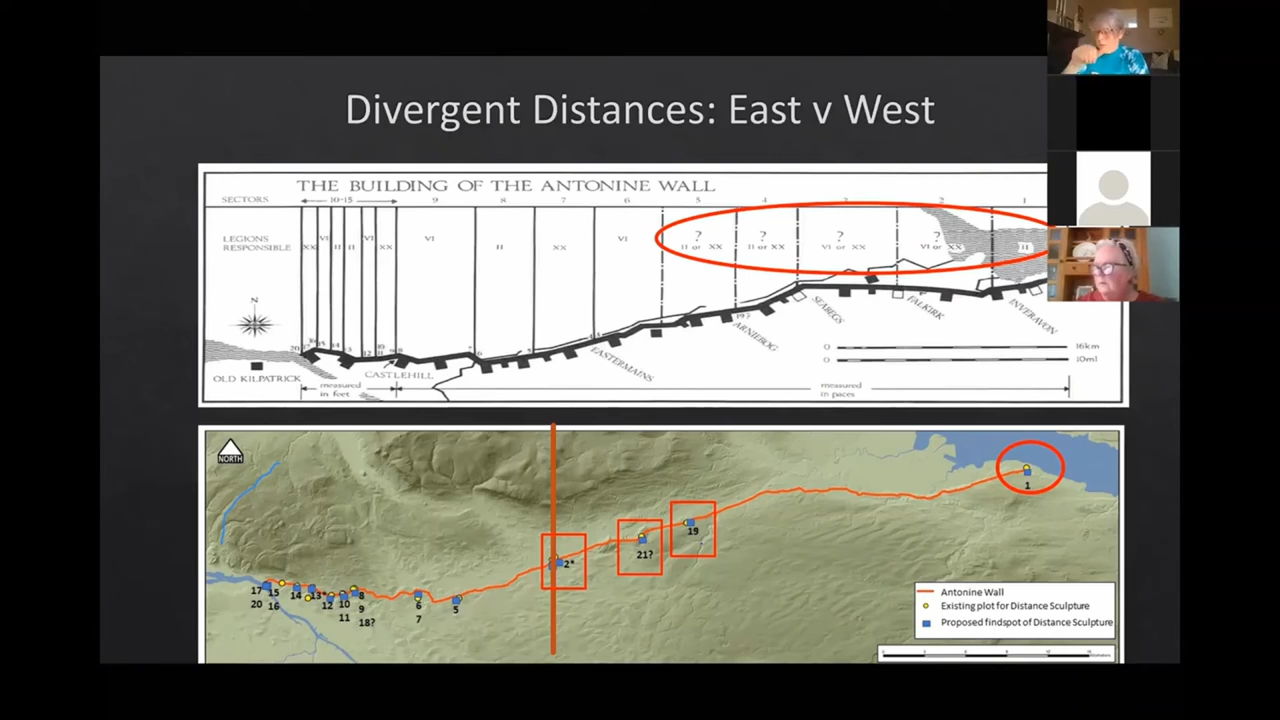 Divergent Distances: East v West
THE BUILDING OF THE ANTONINE WALL
SECTORS 10-15 9 8 7 6 5 4 3 2 1
LEGIONS
RESPONSIBLE
XX VI II II VI XX VI II XX VI
? ? ? ?
II or XX II or XX VI or XX VI or XX II
N
OLD KILPATRICK
CASTLEHILL
EASTERMAINS
19?
ARNIEBOG
SEABEGS
FALKIRK
INVERAVON
0 16km
0 10ml
measured
in feet
measured
in paces
NORTH
1
19
21?
2*
17 15 14 13* 8
20 16 12 10 9
11 18?
6
7
5
Antonine Wall
Existing plot for Distance Sculpture
Proposed findspot of Distance Sculpture